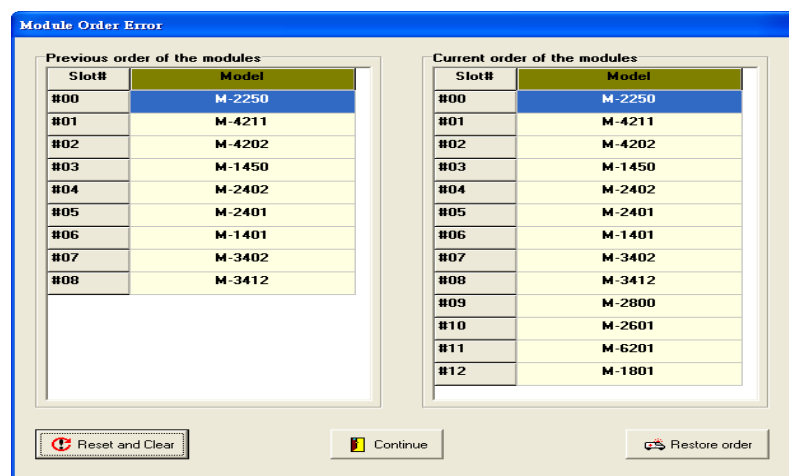 Module Order Error
Previous order of the modules
Slot# Model
#00 M-2250
#01 M-4211
#02 M-4202
#03 M-1450
#04 M-2402
#05 M-2401
#06 M-1401
#07 M-3402
#08 M-3412
Current order of the modules
Slot# Model
#00 M-2250
#01 M-4211
#02 M-4202
#03 M-1450
#04 M-2402
#05 M-2401
#06 M-1401
#07 M-3402
#08 M-3412
#09 M-2800
#10 M-2601
#11 M-6201
#12 M-1801
Reset and Clear
Continue
Restore order